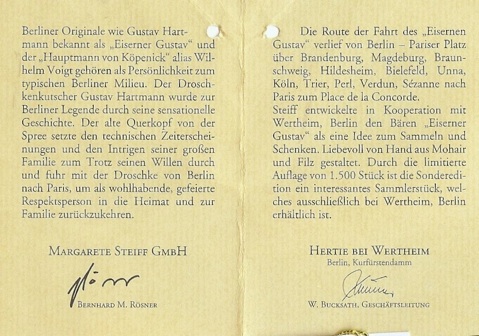 Berliner Originale wie Gustav Hart-
mann bekannt als „Eiserner Gustav“ und
der „Hauptmann von Köpenick“ alias Wil-
helm Voigt gehören als Persönlichkeit zum
typischen Berliner Milieu. Der Drosch-
kenkutscher Gustav Hartmann wurde zur
Berliner Legende durch seine sensationelle
Geschichte. Der alte Querkopf von der
Spree setzte den technischen Zeiterschei-
nungen und den Intrigen seiner großen
Familie zum Trotz seinen Willen durch
und fuhr mit der Droschke von Berlin
nach Paris, um als wohlhabende, gefeierte
Respektsperson in die Heimat und zur
Familie zurückzukehren.
MARGARETE STEIFF GMBH
BERNHARD M. RÖSNER
Die Route der Fahrt des „Eisernen
Gustav“ verlief von Berlin – Pariser Platz
über Brandenburg, Magdeburg, Braun-
schweig, Hildesheim, Bielefeld, Unna,
Köln, Trier, Perl, Verdun, Sézanne nach
Paris zum Place de la Concorde.
Steiff entwickelte in Kooperation mit
Wertheim, Berlin den Bären „Eiserner
Gustav“ als eine Idee zum Sammeln und
Schenken. Liebevoll von Hand aus Mohair
und Filz gestaltet. Durch die limitierte
Auflage von 1.500 Stück ist die Sonderedi-
tion ein interessantes Sammlerstück, wel-
ches ausschließlich bei Wertheim, Berlin
erhältlich ist.
HERTIE BEI WERTHEIM
Berlin, Kurfürstendamm
W. BUCKSATH, GESCHÄFTSLEITUNG